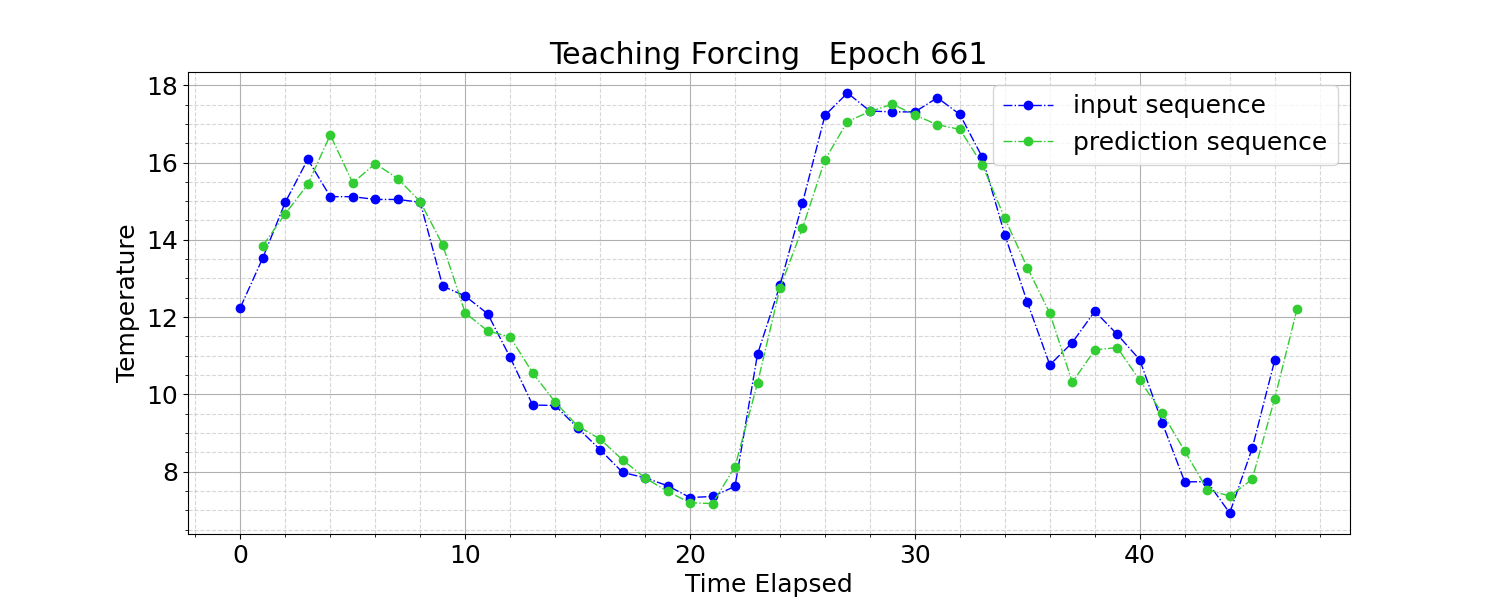 Teaching Forcing   Epoch 661
18
16
14
12
10
8
Temperature
input sequence
prediction sequence
0 10 20 30 40
Time Elapsed